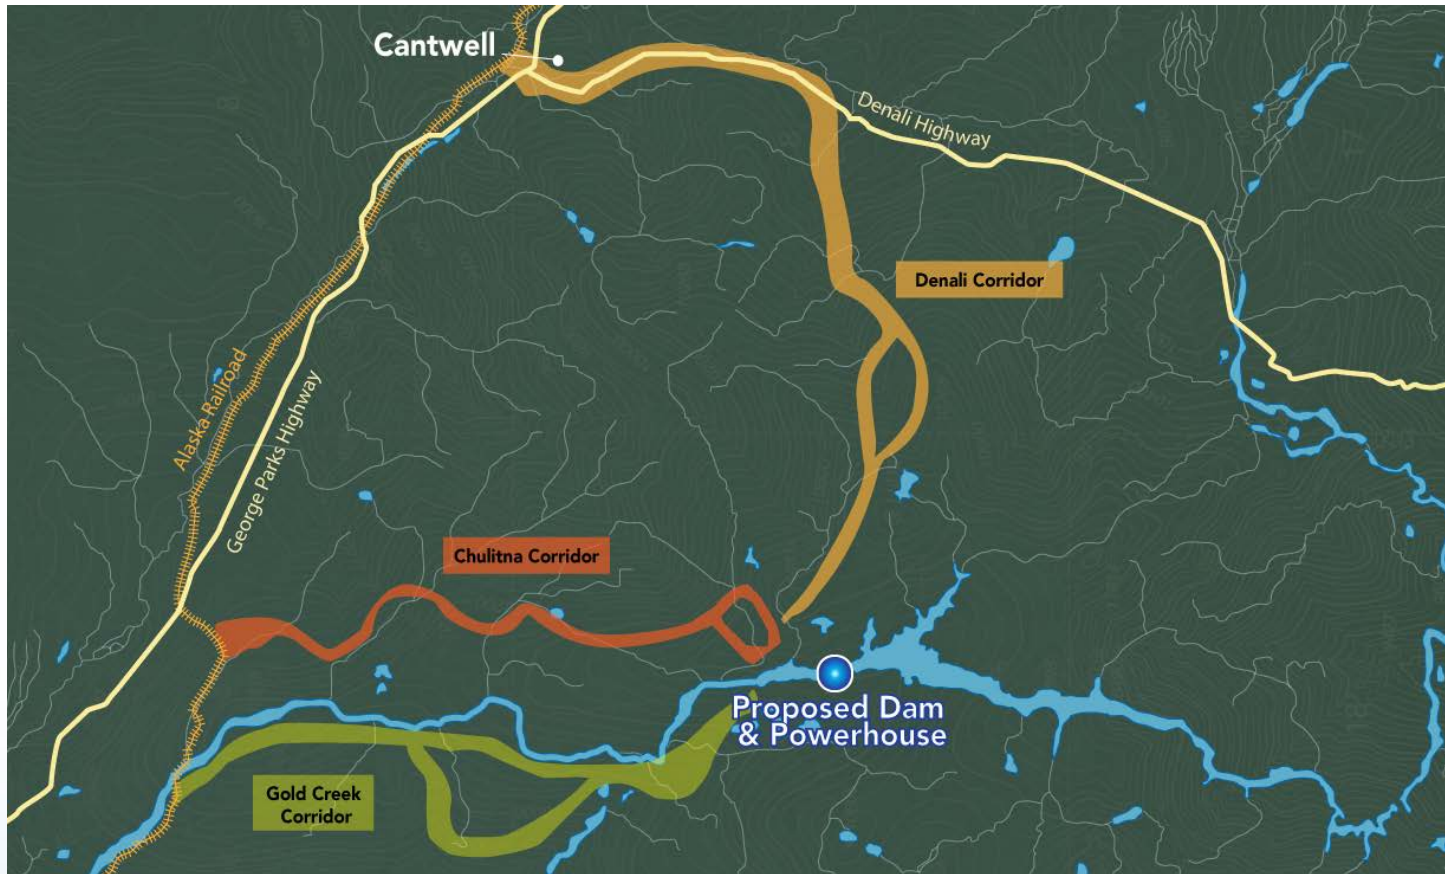 Cantwell
Denali Highway
Denali Corridor
Alaska Railroad
George Parks Highway
Chulitna Corridor
Proposed Dam
& Powerhouse
Gold Creek
Corridor